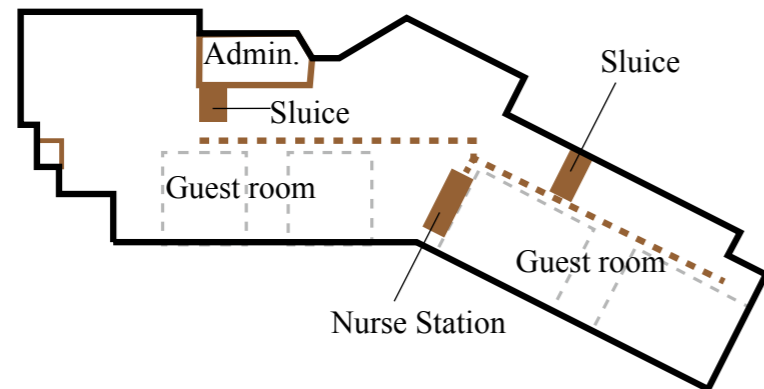 Admin.
Sluice
Sluice
Guest room
Guest room
Nurse Station